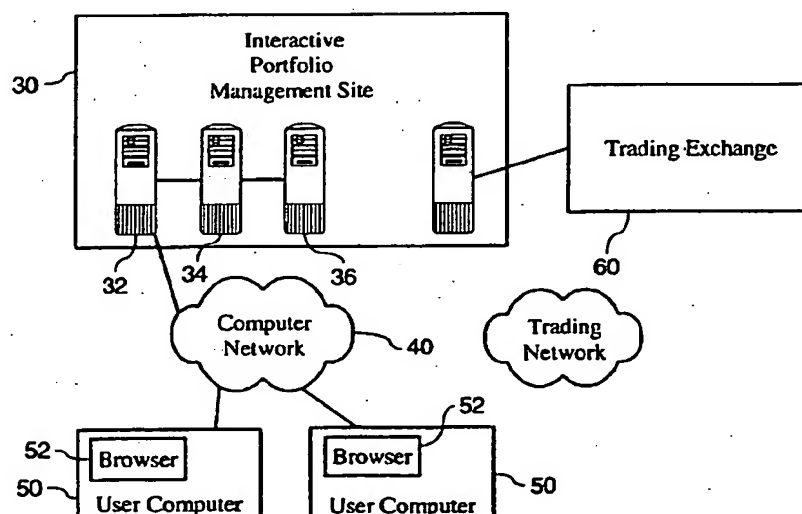 Interactive
Portfolio
Management Site
30
Trading Exchange
32
34
36
60
Computer
Network
40
Trading
Network
52
Browser
50
User Computer
52
Browser
50
User Computer